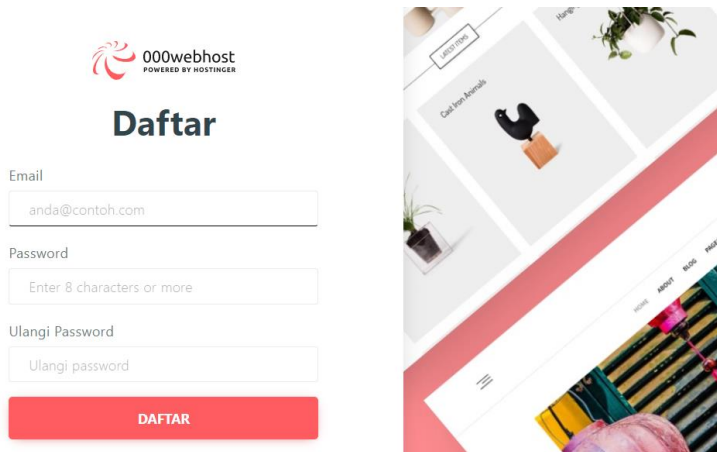 000webhost
POWERED BY HOSTINGER
Daftar
Email
anda@contoh.com
Password
Enter 8 characters or more
Ulangi Password
Ulangi password
DAFTAR
LATEST ITEMS
Cast Iron Animals
HOME ABOUT BLOG